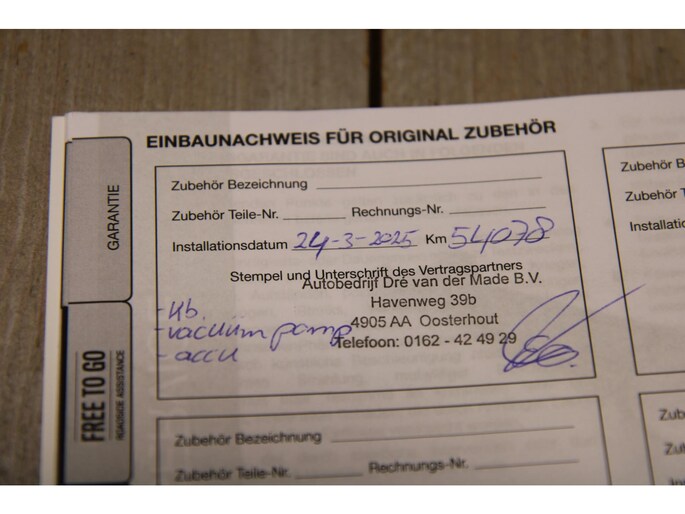 EINBAUNACHWEIS FÜR ORIGINAL ZUBEHÖR
GARANTIE
Zubehör Bezeichnung
Zubehör Teile-Nr. Rechnungs-Nr.
Installationsdatum 24-3-2025 Km 54078
Stempel und Unterschrift des Vertragspartners
Autobedrijf Dré van der Made B.V.
Havenweg 39b
4905 AA Oosterhout
Telefoon: 0162 - 42 49 29
- vacuüm pomp
- accu
FREE TO GO
ROADSIDE ASSISTANCE
Zubehör Bezeichnung
Zubehör Teile-Nr. Rechnungs-Nr.
Zubehör B
Zubehör T
Installatio
Zub